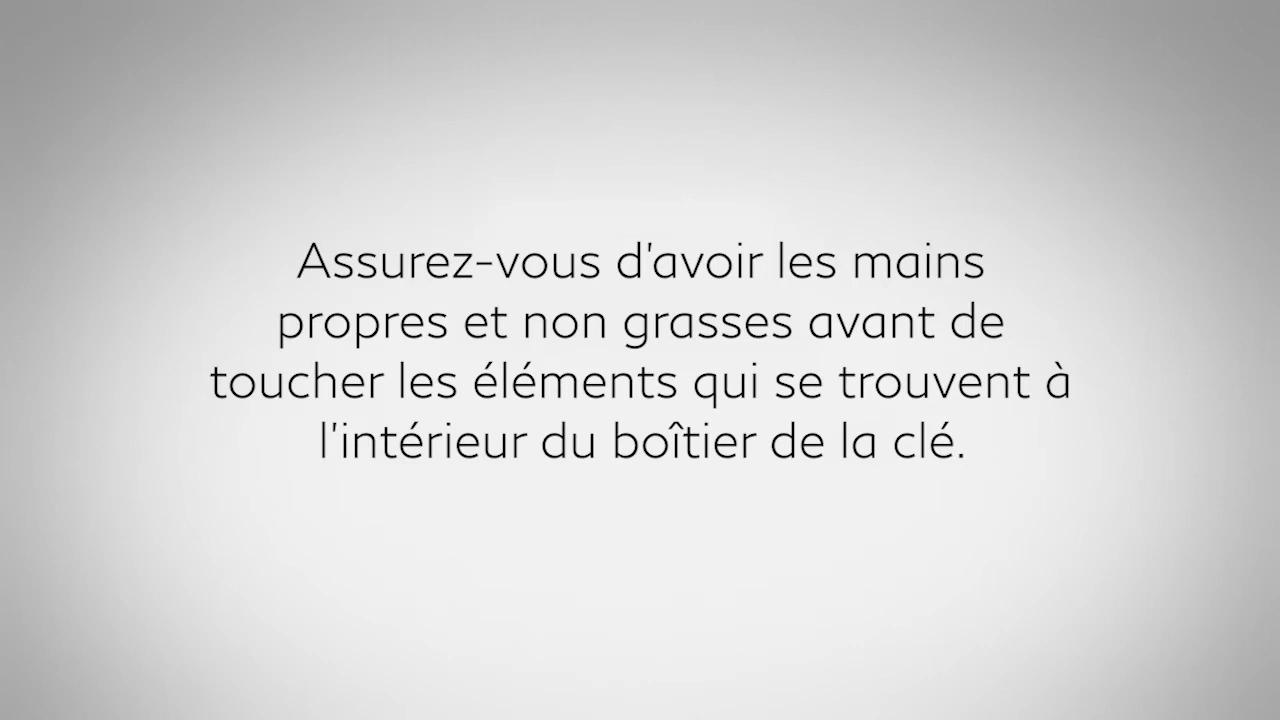 Assurez-vous d'avoir les mains
propres et non grasses avant de
toucher les éléments qui se trouvent à
l'intérieur du boîtier de la clé.